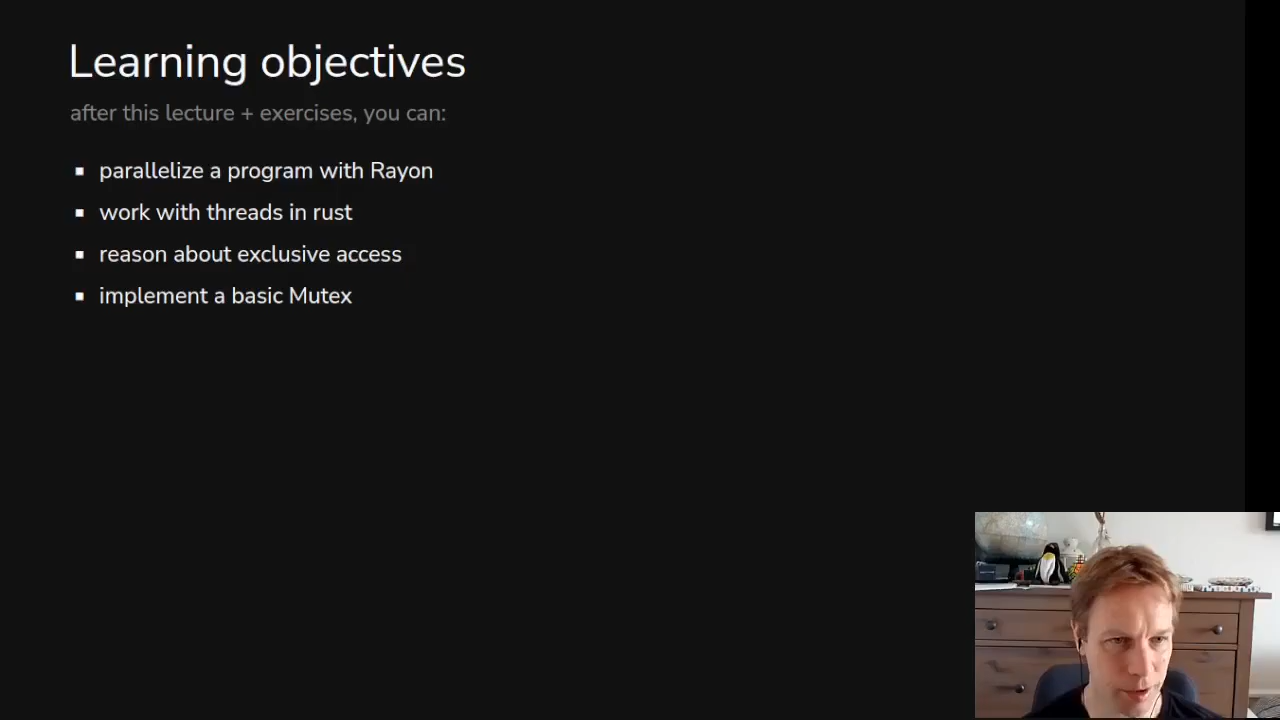 Learning objectives
after this lecture + exercises, you can:
parallelize a program with Rayon
work with threads in rust
reason about exclusive access
implement a basic Mutex